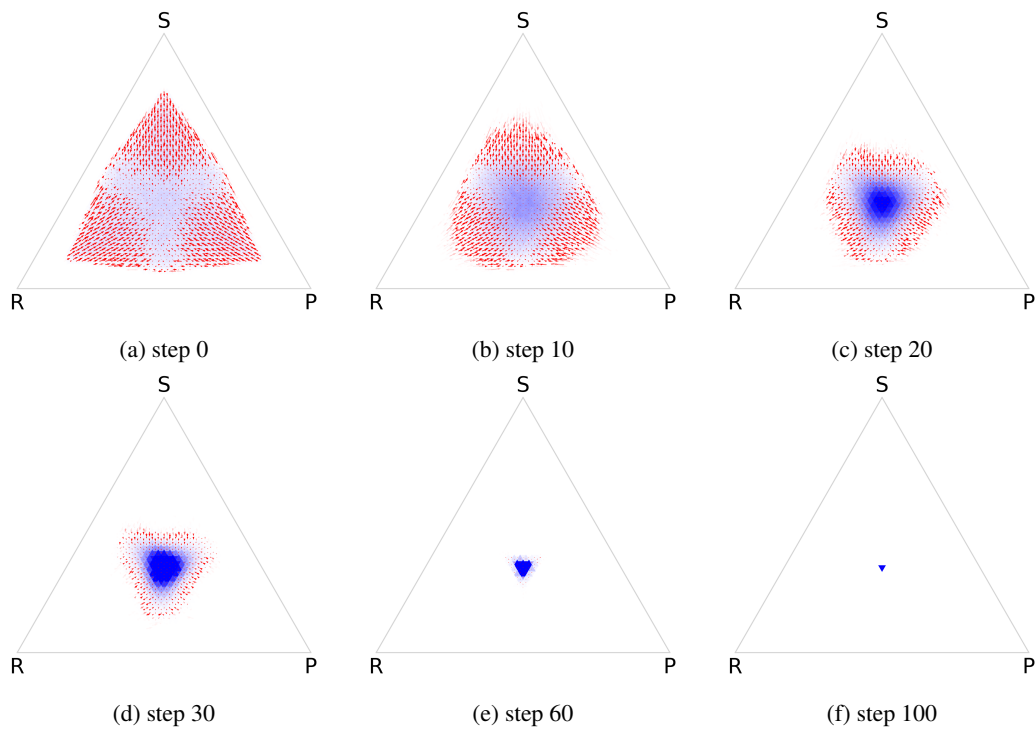 S S S
R P R P R P
(a) step 0 (b) step 10 (c) step 20
S S S
R P R P R P
(d) step 30 (e) step 60 (f) step 100